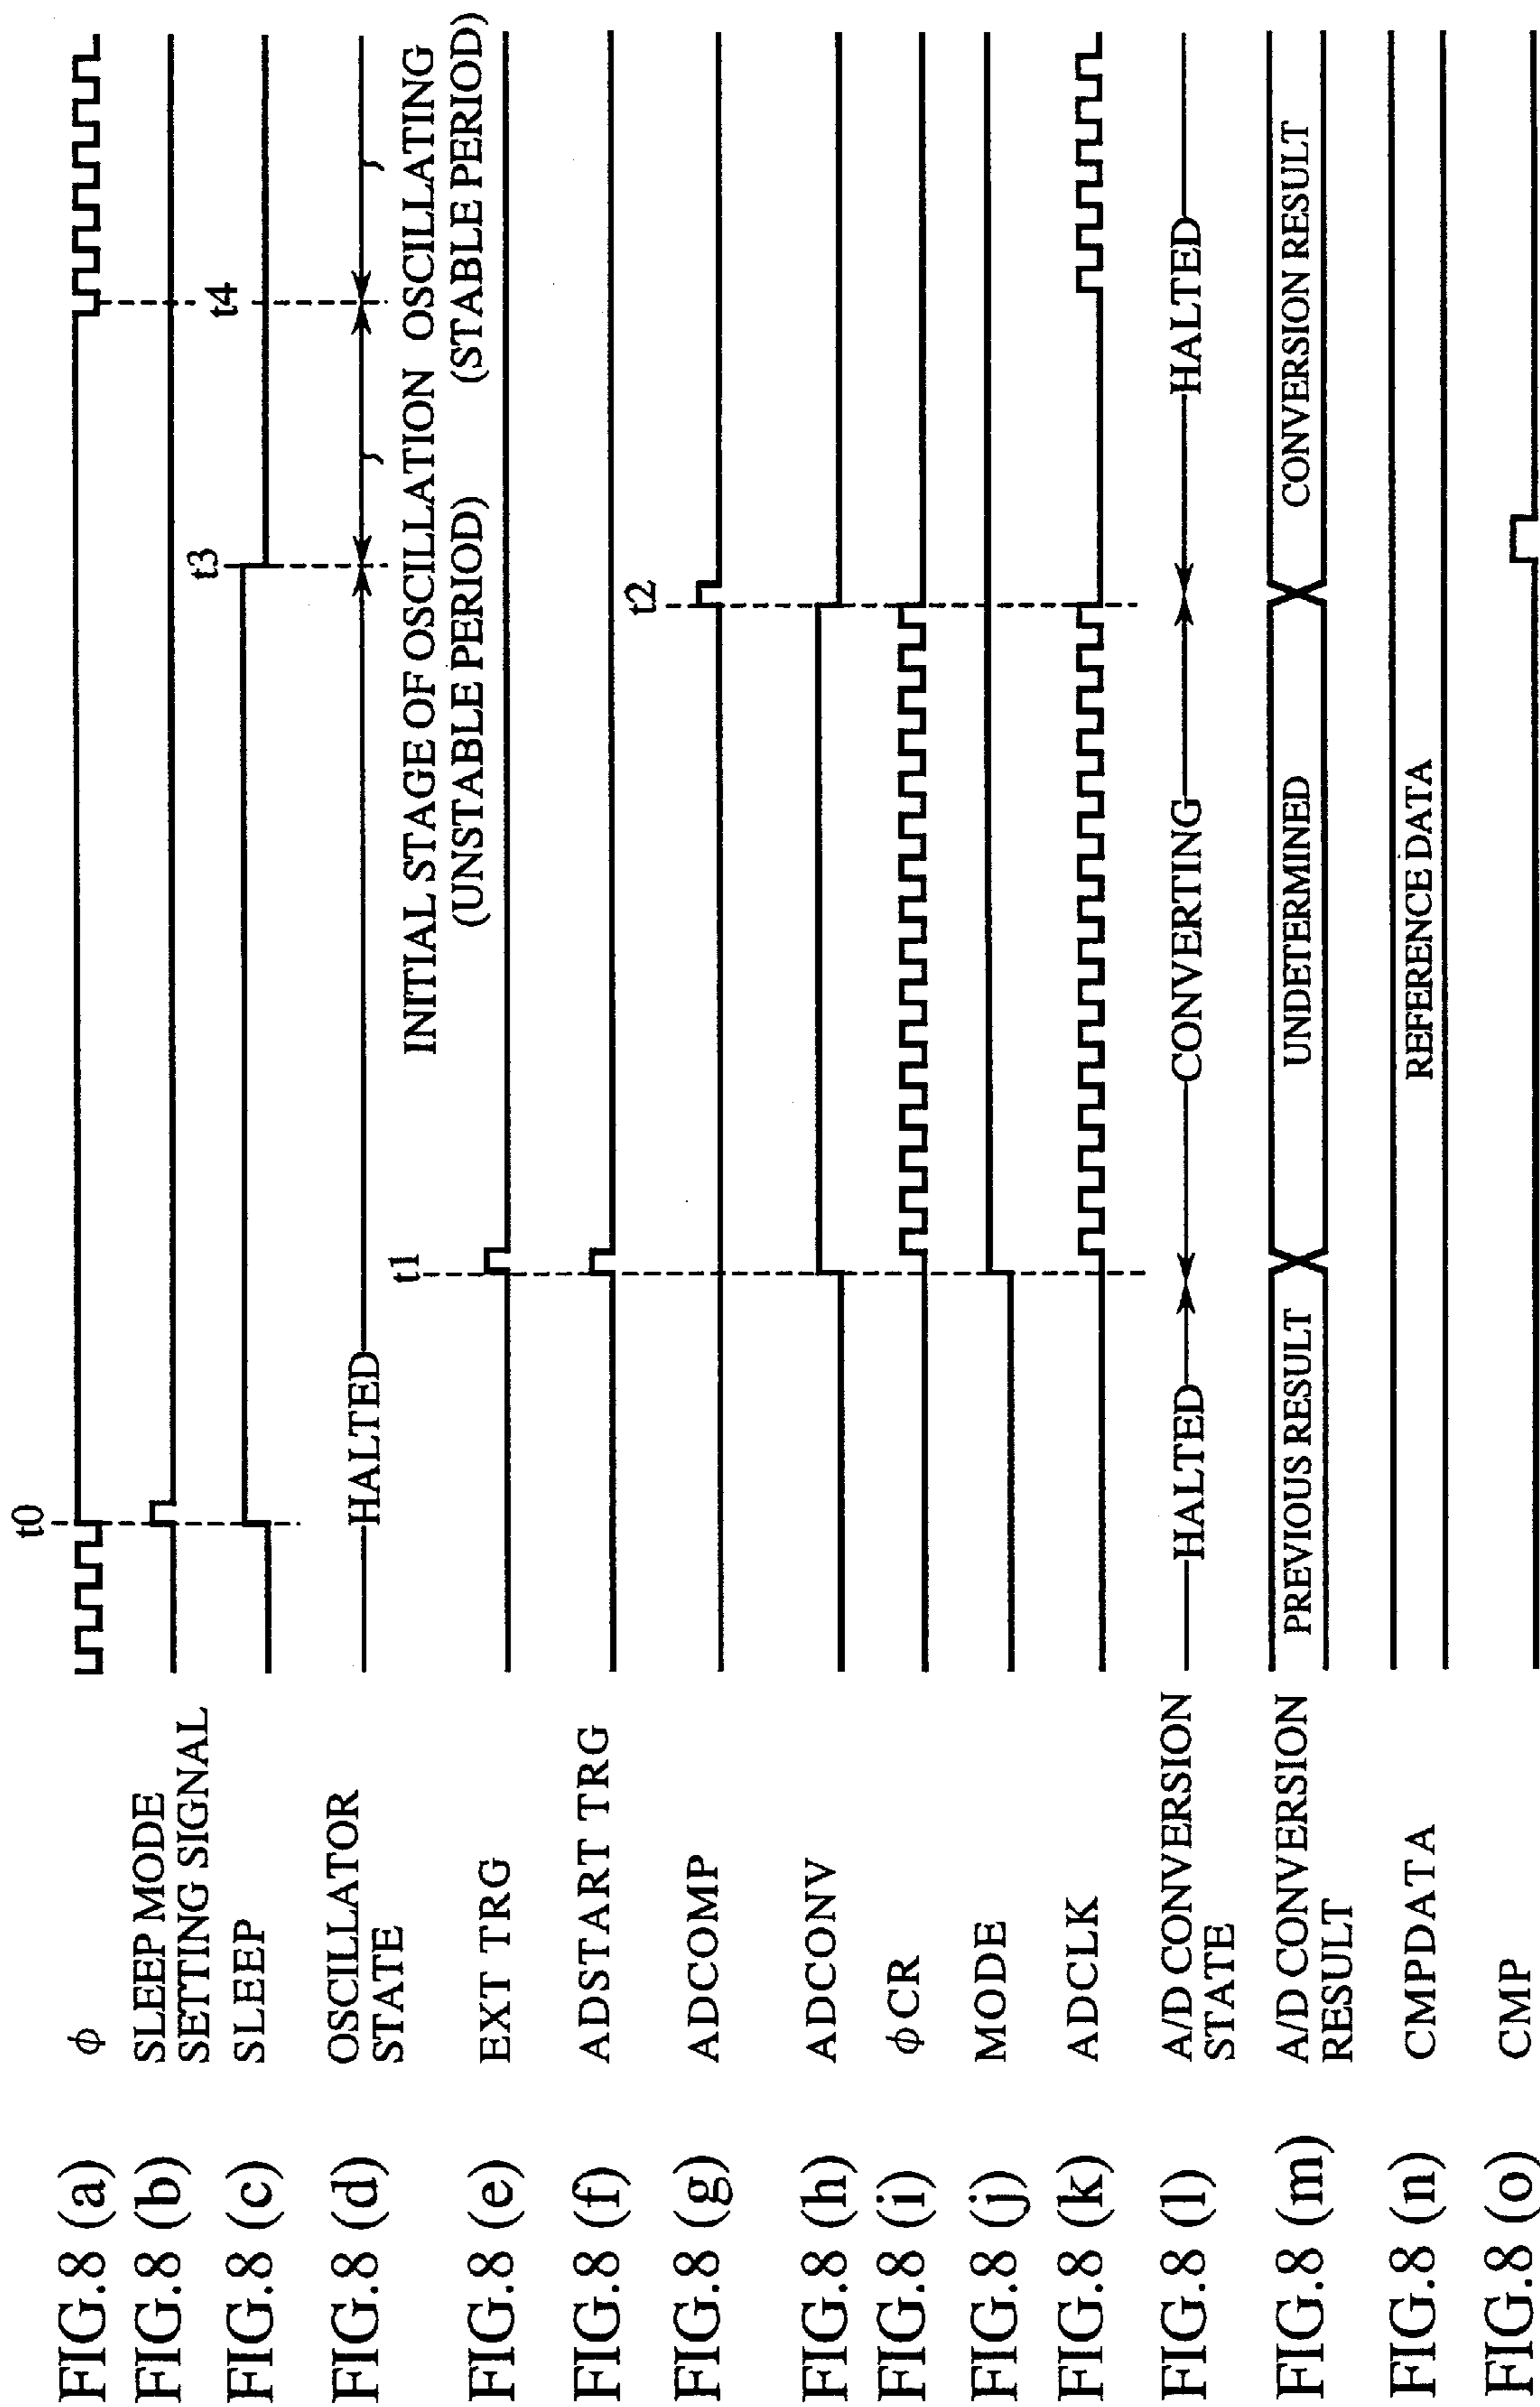 FIG.8 (a) ϕ
t0
t4
FIG.8 (b) SLEEP MODE
SETTING SIGNAL
FIG.8 (c) SLEEP
t3
FIG.8 (d) OSCILLATOR
STATE
HALTED
INITIAL STAGE OF OSCILLATION
(UNSTABLE PERIOD)
OSCILLATING
(STABLE PERIOD)
FIG.8 (e) EXT TRG
t1
FIG.8 (f) ADSTART TRG
FIG.8 (g) ADCOMP
t2
FIG.8 (h) ADCONV
FIG.8 (i) ϕCR
FIG.8 (j) MODE
FIG.8 (k) ADCLK
FIG.8 (l) A/D CONVERSION
STATE
HALTED
CONVERTING
HALTED
FIG.8 (m) A/D CONVERSION
RESULT
PREVIOUS RESULT
UNDETERMINED
CONVERSION RESULT
FIG.8 (n) CMPDATA
REFERENCE DATA
FIG.8 (o) CMP